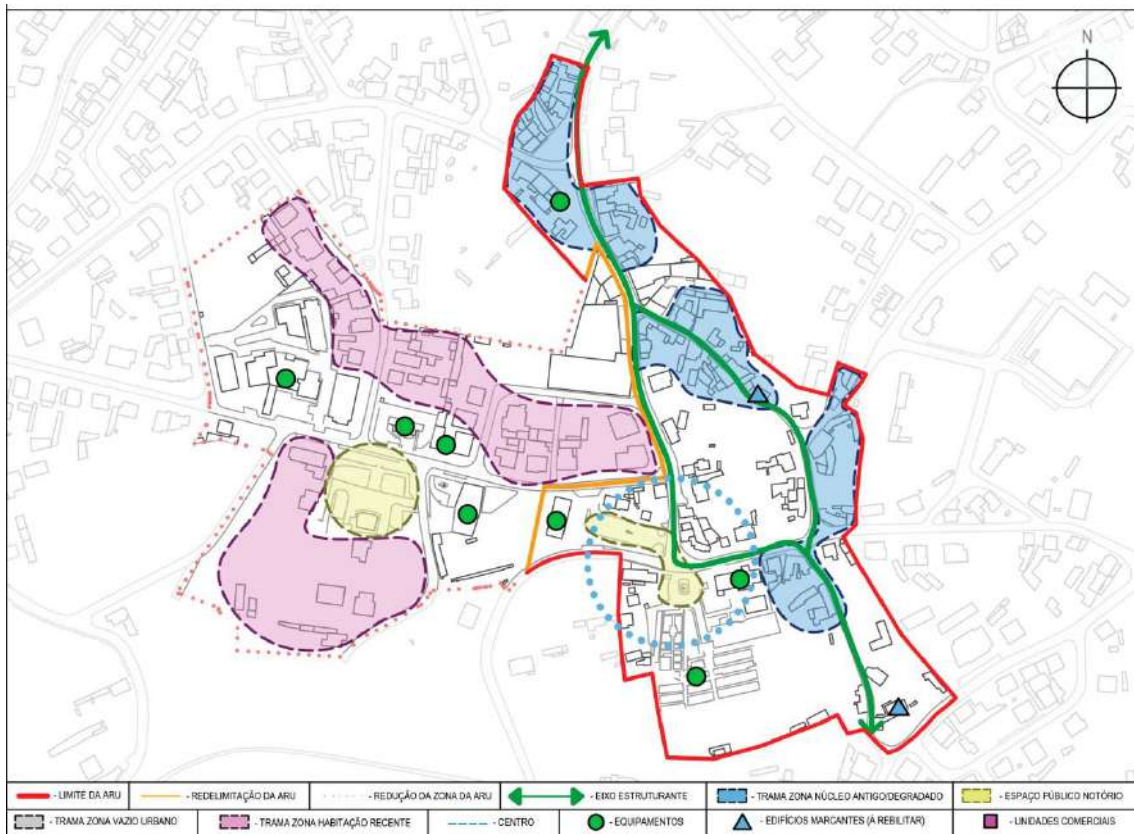 N
- LIMITE DA ARU
- REDELIMITAÇÃO DA ARU
- REDUÇÃO DA ZONA DA ARU
- EIXO ESTRUTURANTE
- TRAMA ZONA NÚCLEO ANTIGO/DEGRADADO
- ESPAÇO PÚBLICO NOTÓRIO
- TRAMA ZONA VAZIO URBANO
- TRAMA ZONA HABITAÇÃO RECENTE
- CENTRO
- EQUIPAMENTOS
- EDIFÍCIOS MARCANTES (À REBILITAR)
- UNIDADES COMERCIAIS